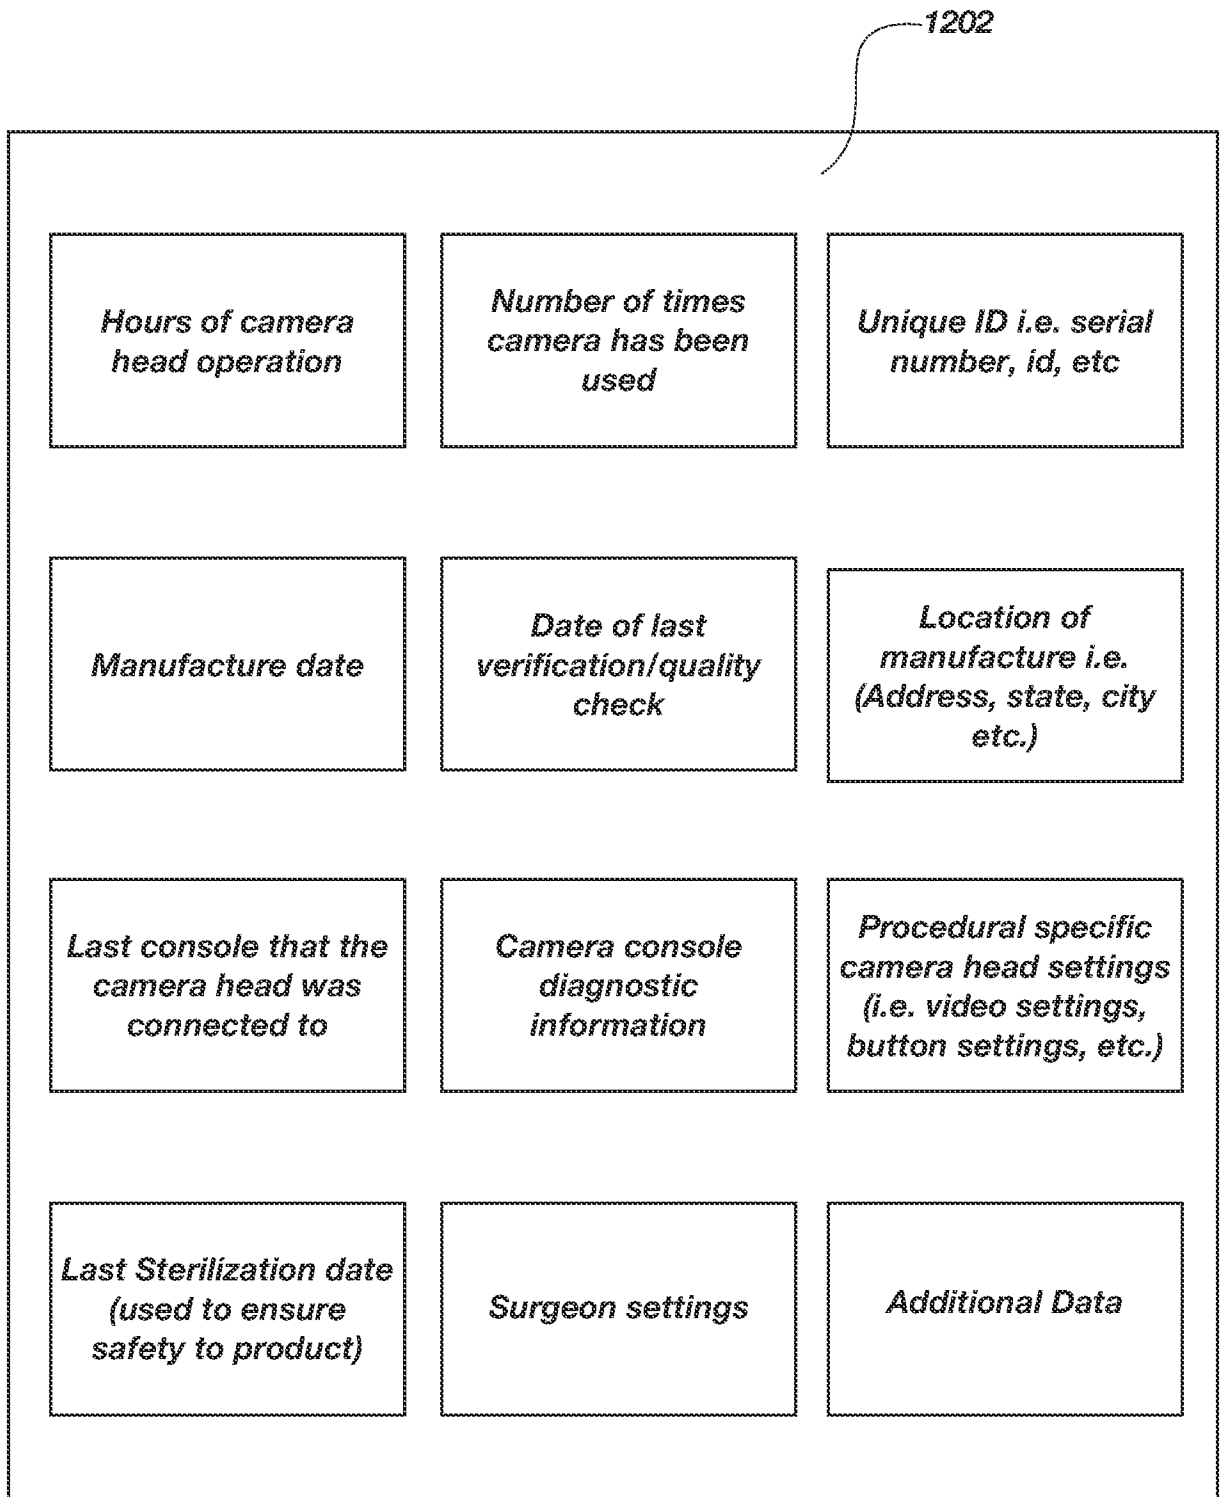 1202
Hours of camera
head operation
Number of times
camera has been
used
Unique ID i.e. serial
number, id, etc
Manufacture date
Date of last
verification/quality
check
Location of
manufacture i.e.
(Address, state, city
etc.)
Last console that the
camera head was
connected to
Camera console
diagnostic
information
Procedural specific
camera head settings
(i.e. video settings,
button settings, etc.)
Last Sterilization date
(used to ensure
safety to product)
Surgeon settings
Additional Data